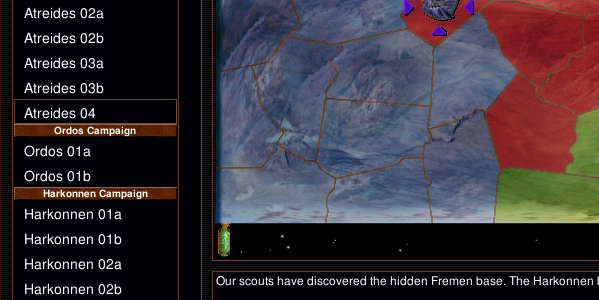 Atreides 02a
Atreides 02b
Atreides 03a
Atreides 03b
Atreides 04
Ordos Campaign
Ordos 01a
Ordos 01b
Harkonnen Campaign
Harkonnen 01a
Harkonnen 01b
Harkonnen 02a
Harkonnen 02b
Our scouts have discovered the hidden Fremen base. The Harkonnen